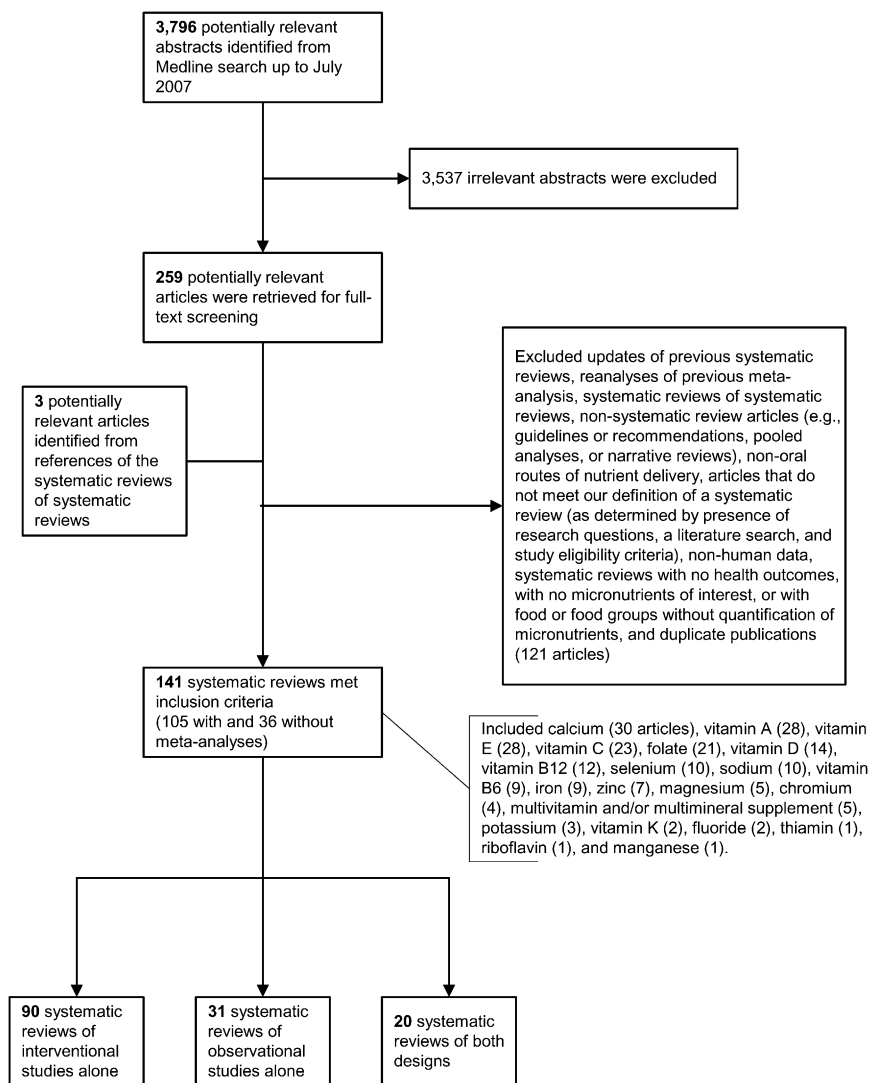 3,796 potentially relevant
abstracts identified from
Medline search up to July
2007
3,537 irrelevant abstracts were excluded
259 potentially relevant
articles were retrieved for full-
text screening
3 potentially
relevant articles
identified from
references of the
systematic reviews
of systematic
reviews
Excluded updates of previous systematic
reviews, reanalyses of previous meta-
analysis, systematic reviews of systematic
reviews, non-systematic review articles (e.g.,
guidelines or recommendations, pooled
analyses, or narrative reviews), non-oral
routes of nutrient delivery, articles that do
not meet our definition of a systematic
review (as determined by presence of
research questions, a literature search, and
study eligibility criteria), non-human data,
systematic reviews with no health outcomes,
with no micronutrients of interest, or with
food or food groups without quantification of
micronutrients, and duplicate publications
(121 articles)
141 systematic reviews met
inclusion criteria
(105 with and 36 without
meta-analyses)
Included calcium (30 articles), vitamin A (28), vitamin
E (28), vitamin C (23), folate (21), vitamin D (14),
vitamin B12 (12), selenium (10), sodium (10), vitamin
B6 (9), iron (9), zinc (7), magnesium (5), chromium
(4), multivitamin and/or multimineral supplement (5),
potassium (3), vitamin K (2), fluoride (2), thiamin (1),
riboflavin (1), and manganese (1).
90 systematic
reviews of
interventional
studies alone
31 systematic
reviews of
observational
studies alone
20 systematic
reviews of both
designs